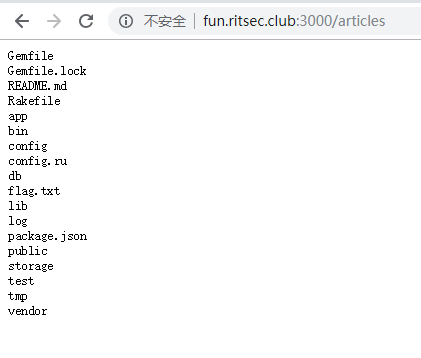 不安全 fun.ritsec.club:3000/articles
Gemfile
Gemfile.lock
README.md
Rakefile
app
bin
config
config.ru
db
flag.txt
lib
log
package.json
public
storage
test
tmp
vendor